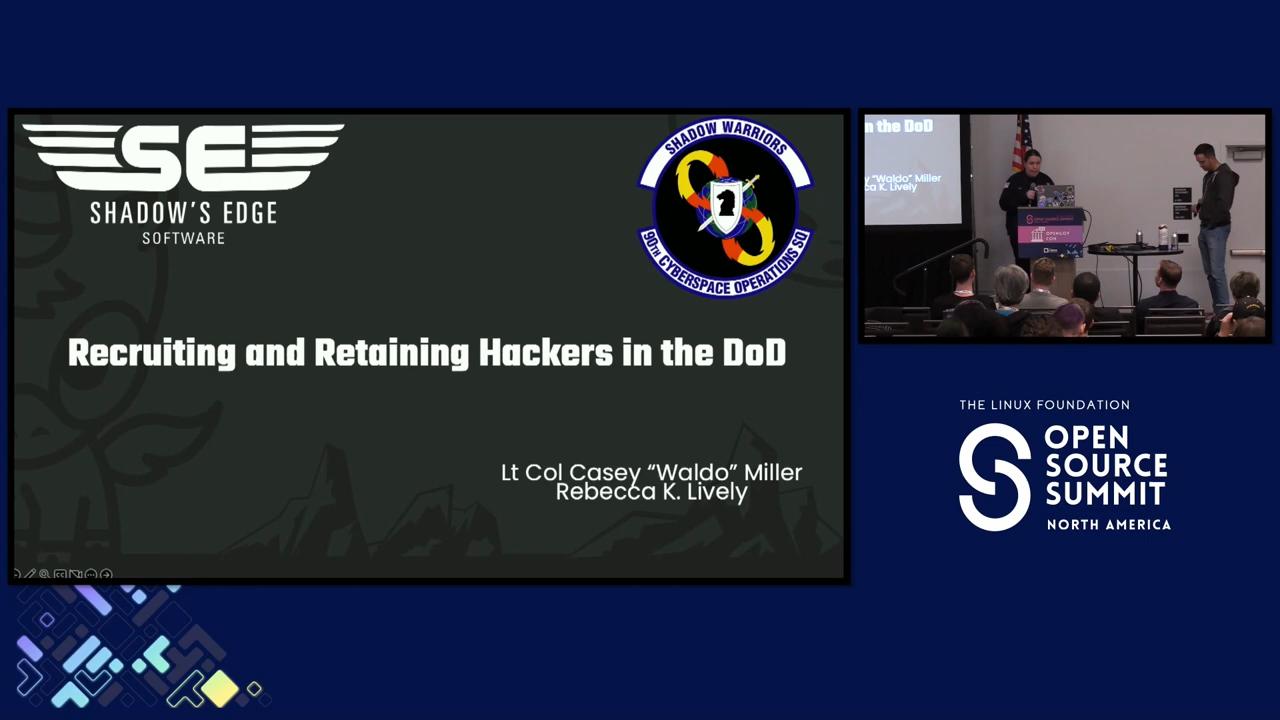 SE
SHADOW'S EDGE
SOFTWARE
SHADOW WARRIORS
90TH CYBERSPACE OPERATIONS SQ
Recruiting and Retaining Hackers in the DoD
Lt Col Casey “Waldo” Miller
Rebecca K. Lively
n the DoD
y “Waldo” Miller
ca K. Lively
OPENGOV
CON
THE LINUX FOUNDATION
OPEN
SOURCE
SUMMIT
NORTH AMERICA